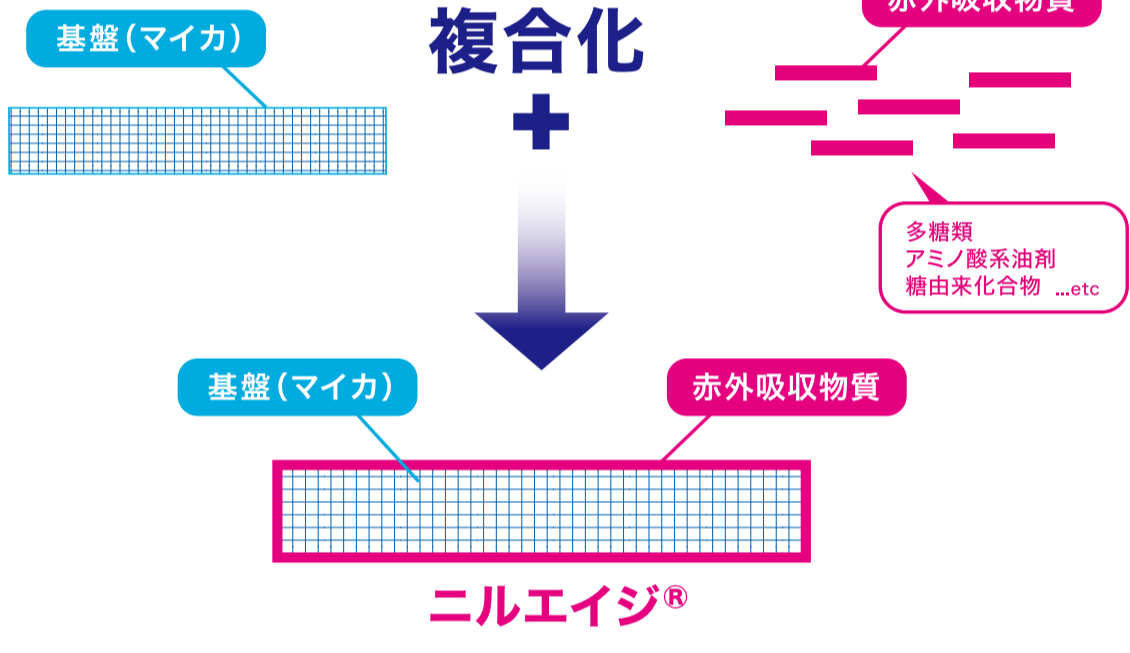 赤外吸収物質
基盤（マイカ）
複合化
+
多糖類
アミノ酸系油剤
糖由来化合物 ...etc
基盤（マイカ）
赤外吸収物質
ニルエイジ®